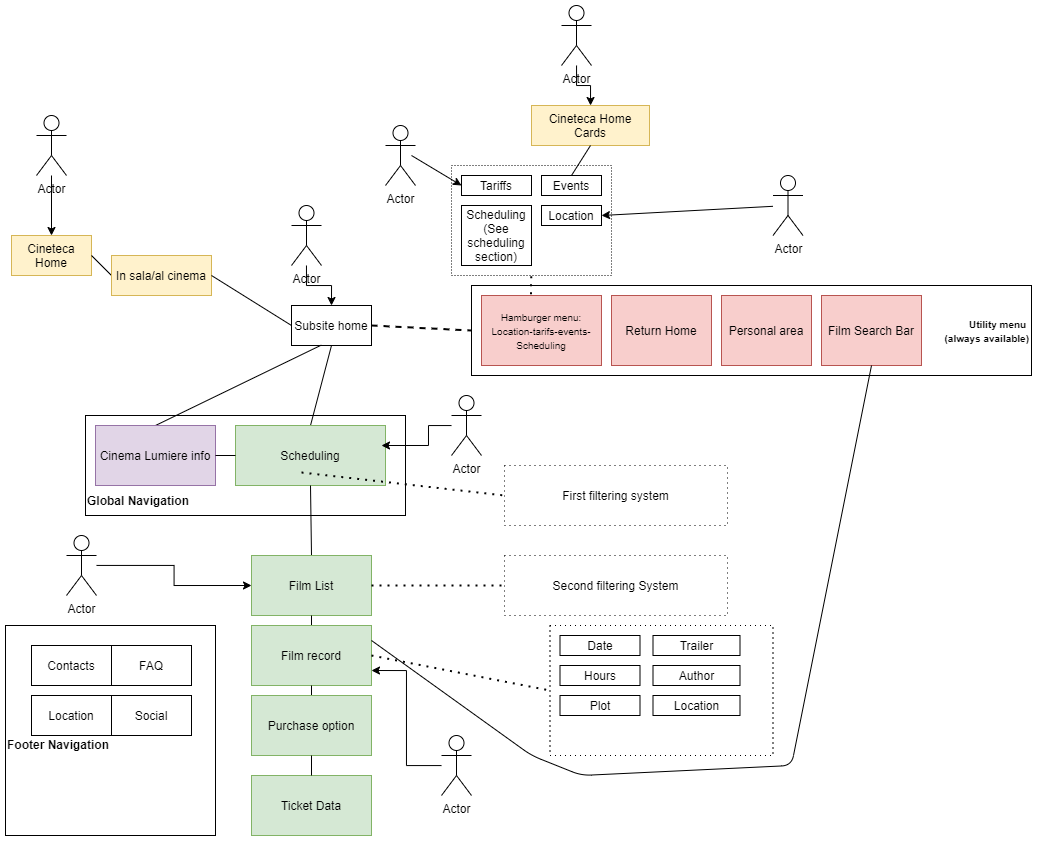 Actor
Cineteca Home
Cards
Actor
Actor
Tariffs
Events
Scheduling
(See
scheduling
section)
Location
Actor
Actor
Cineteca
Home
In sala/al cinema
Actor
Subsite home
Hamburger menu:
Location-tarifs-events-
Scheduling
Return Home
Personal area
Film Search Bar
Utility menu
(always available)
Cinema Lumiere info
Scheduling
Global Navigation
Actor
First filtering system
Actor
Film List
Second filtering System
Contacts
FAQ
Location
Social
Footer Navigation
Film record
Date
Trailer
Hours
Author
Plot
Location
Purchase option
Actor
Ticket Data